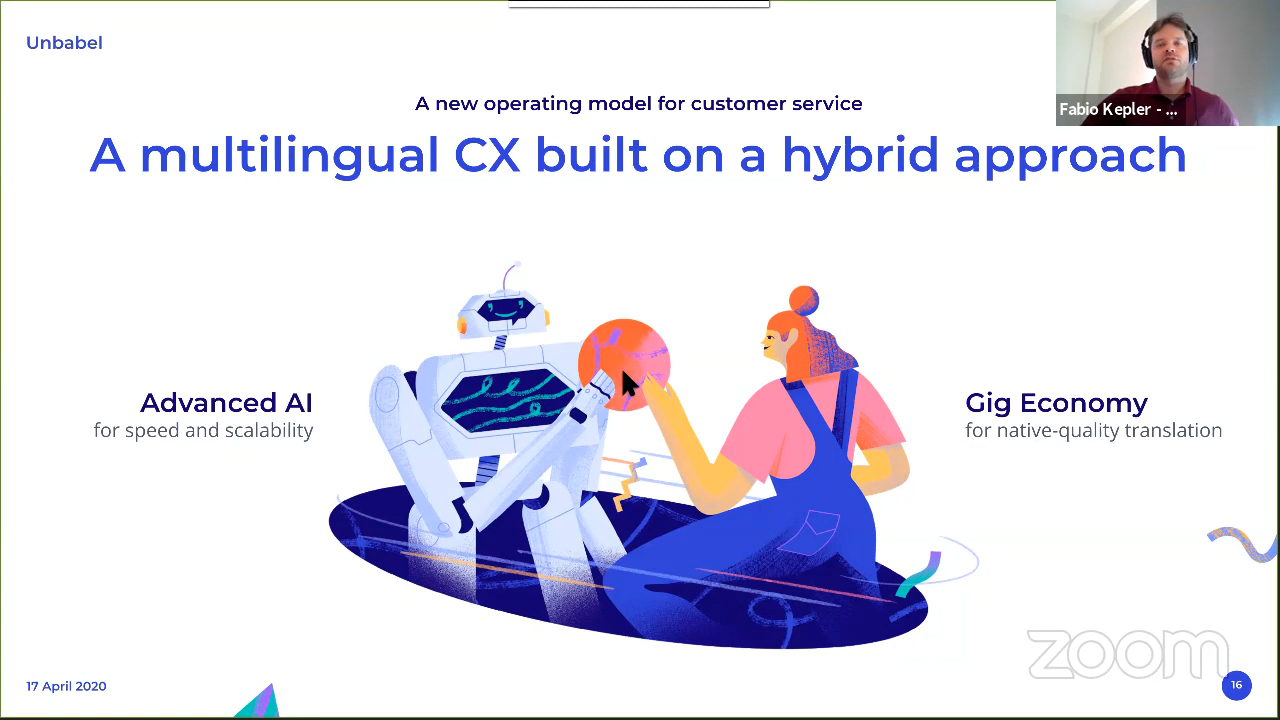 Unbabel
Fabio Kepler - ...
A new operating model for customer service
A multilingual CX built on a hybrid approach
Advanced AI
for speed and scalability
Gig Economy
for native-quality translation
zoom
17 April 2020
16